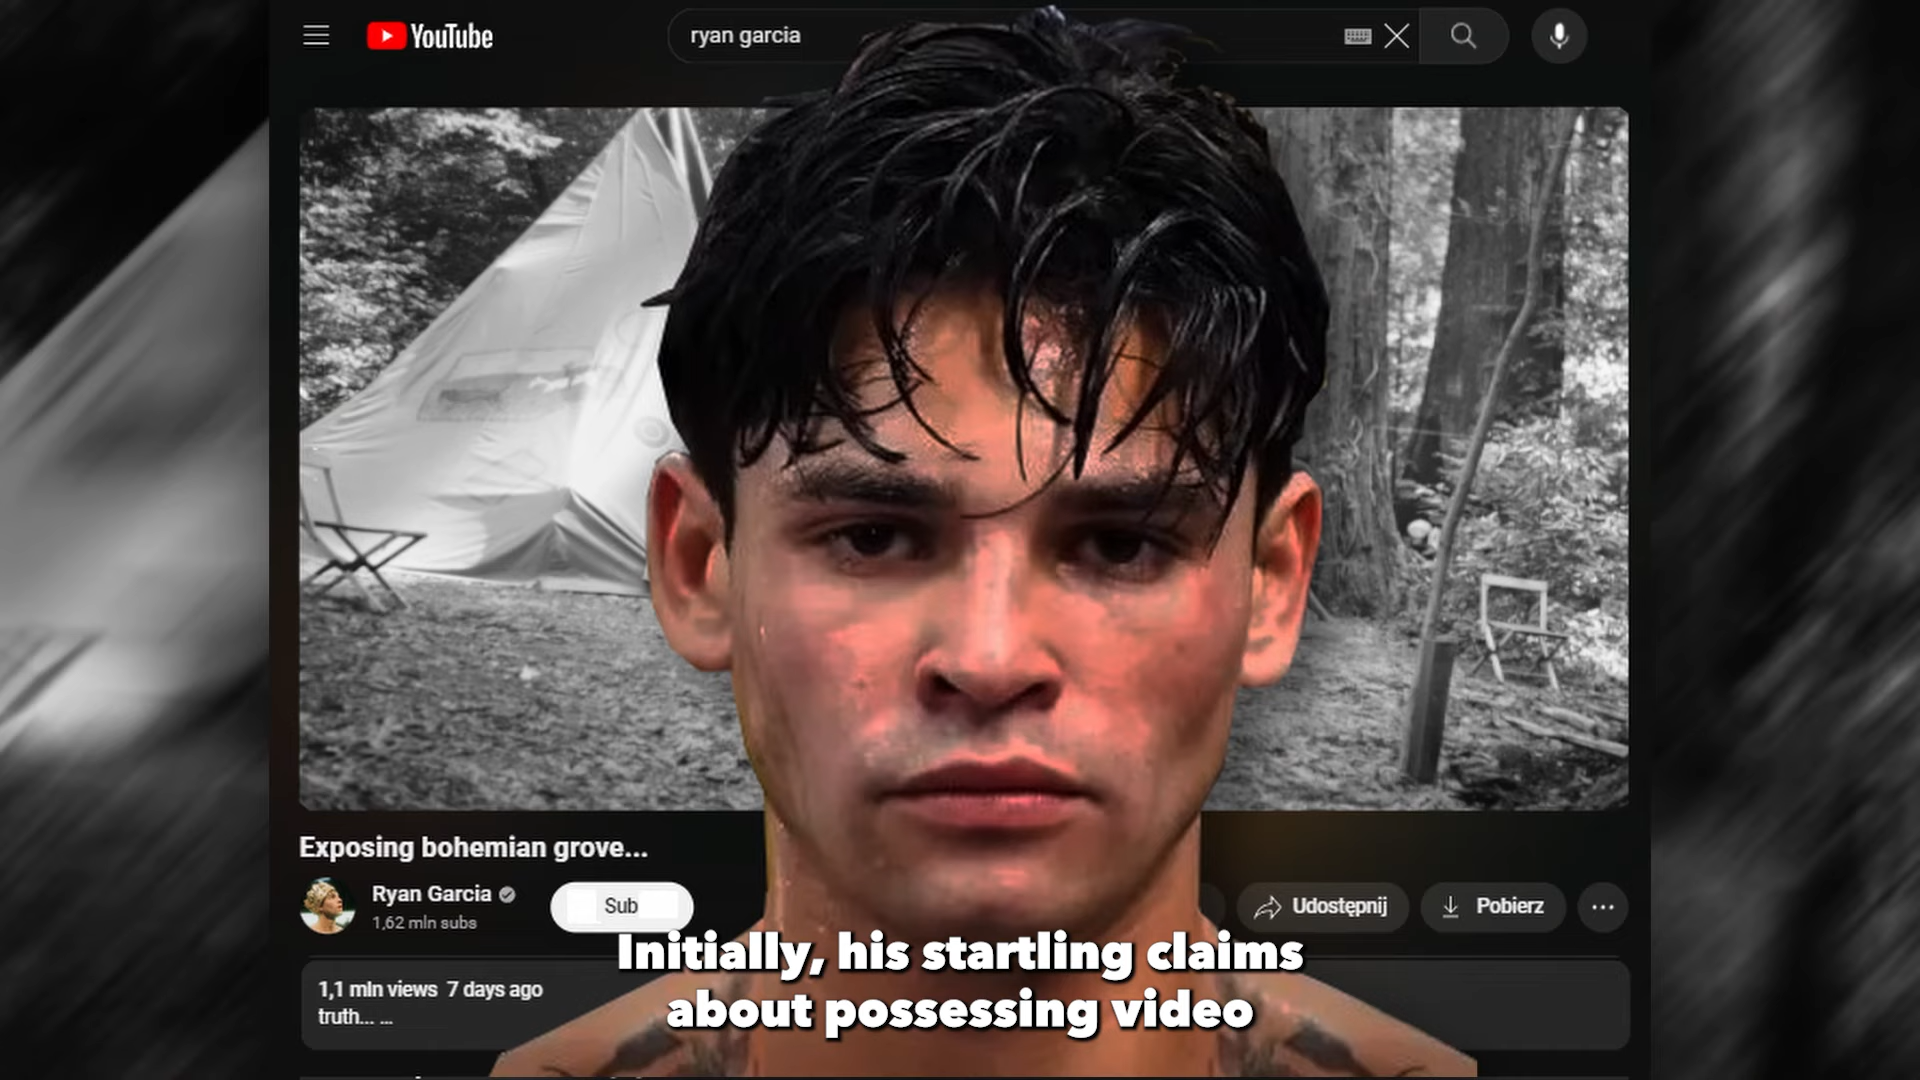 YouTube
ryan garcia
Exposing bohemian grove...
Ryan Garcia
1,62 mln subs
Sub
Udostępnij
Pobierz
1,1 mln views 7 days ago
truth... ...
Initially, his startling claims
about possessing video